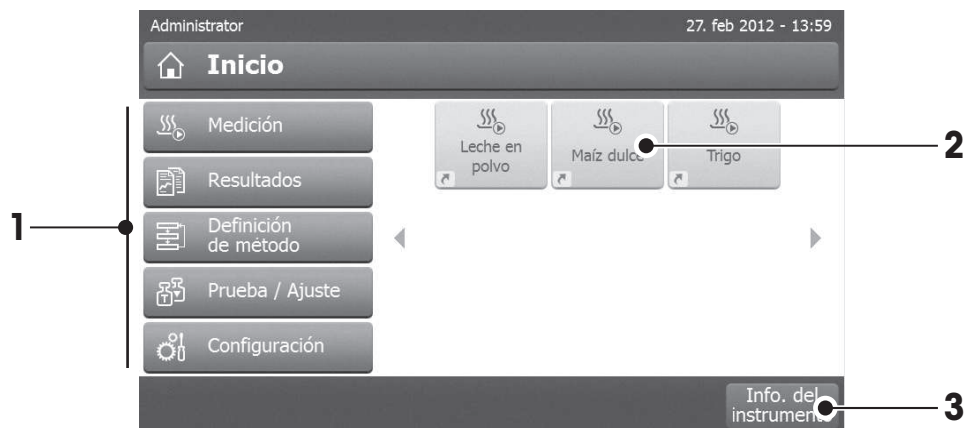 Administrator
27. feb 2012 - 13:59
Inicio
1
Medición
Resultados
Definición
de método
Prueba / Ajuste
Configuración
Leche en
polvo
Maíz dulce
Trigo
2
Info. del
instrument
3